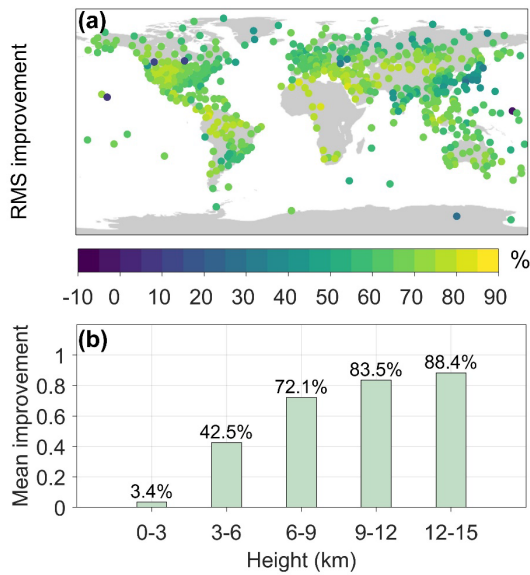 (a)
RMS improvement
%
-10 0 10 20 30 40 50 60 70 80 90
(b)
Mean improvement
1
0.8
0.6
0.4
0.2
0
3.4%
42.5%
72.1%
83.5%
88.4%
0-3 3-6 6-9 9-12 12-15
Height (km)